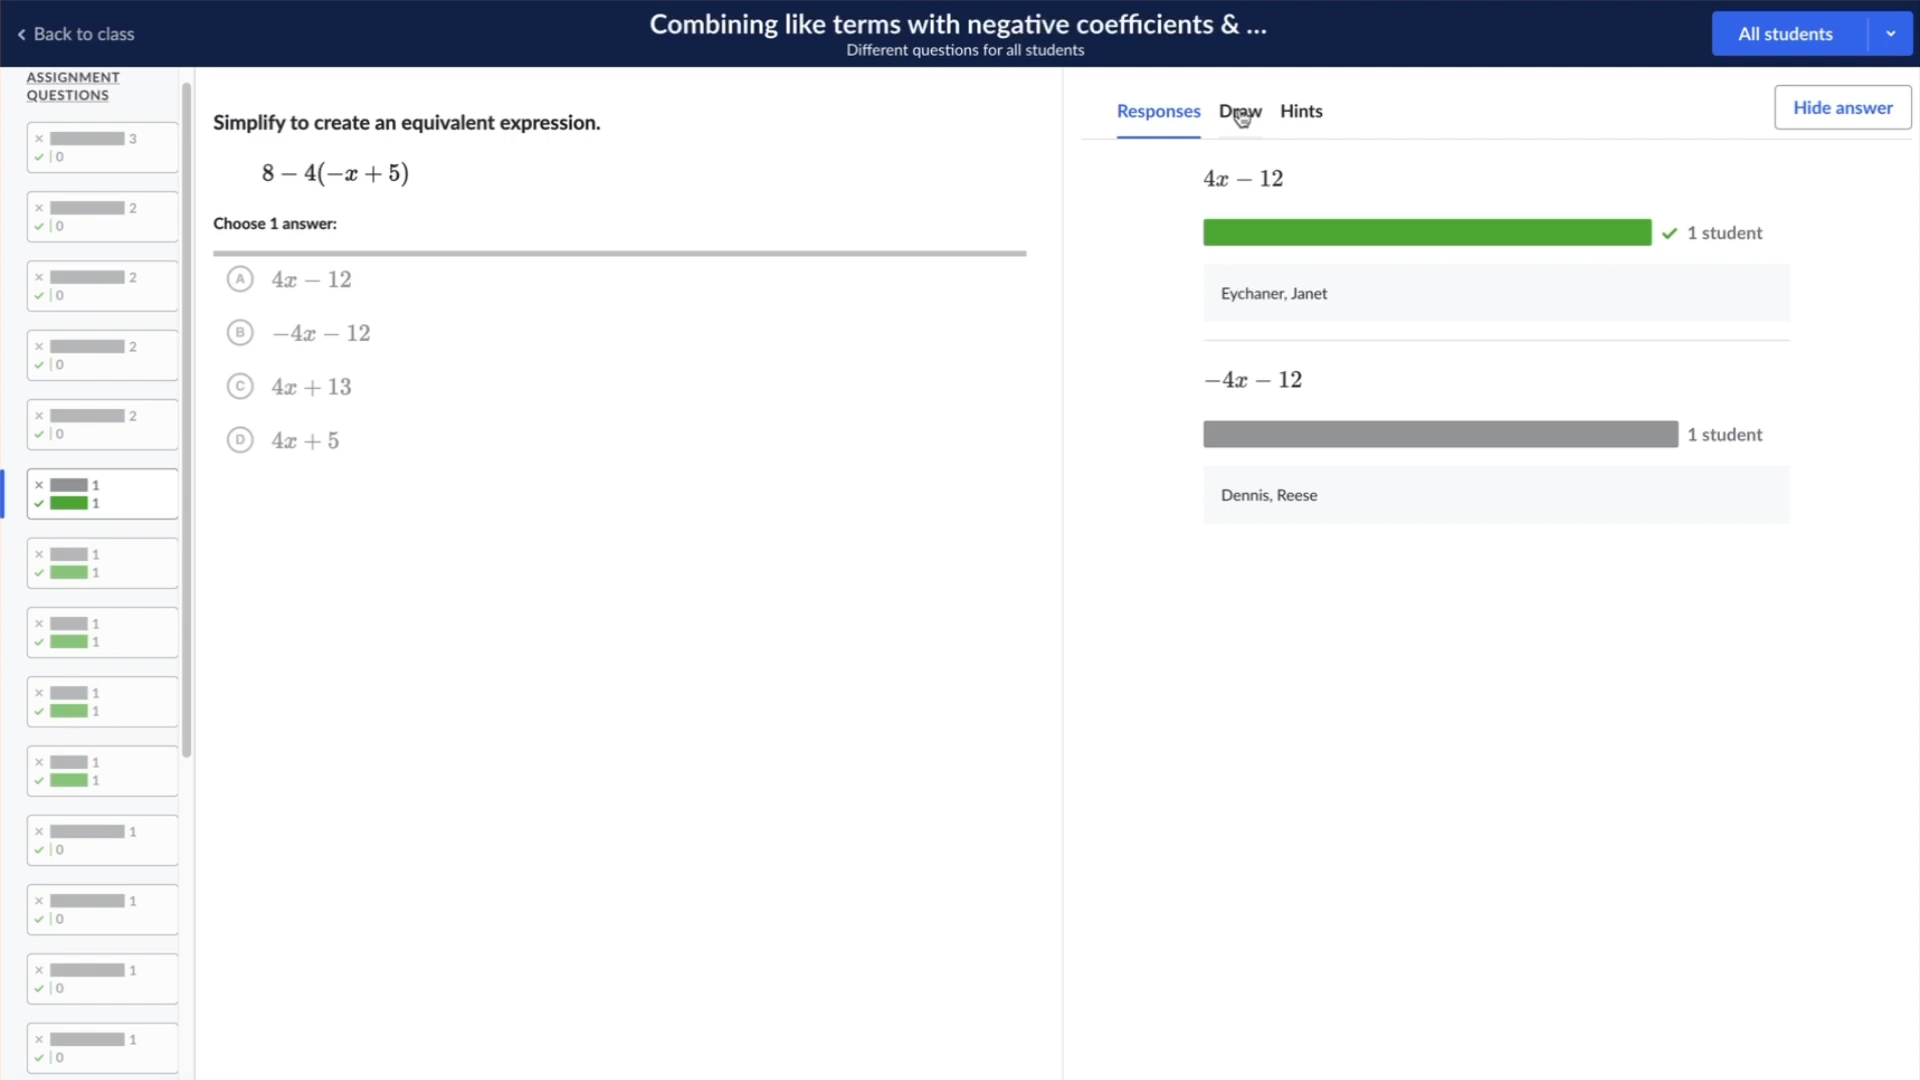 Back to class
Combining like terms with negative coefficients & ...
Different questions for all students
All students
ASSIGNMENT
QUESTIONS
3
0
2
0
2
0
2
0
2
0
1
1
1
1
1
1
1
1
1
1
1
0
1
0
1
0
1
0
Simplify to create an equivalent expression.
8 − 4(−x + 5)
Choose 1 answer:
A 4x − 12
B −4x − 12
C 4x + 13
D 4x + 5
Responses Draw Hints
Hide answer
4x − 12
1 student
Eychaner, Janet
−4x − 12
1 student
Dennis, Reese